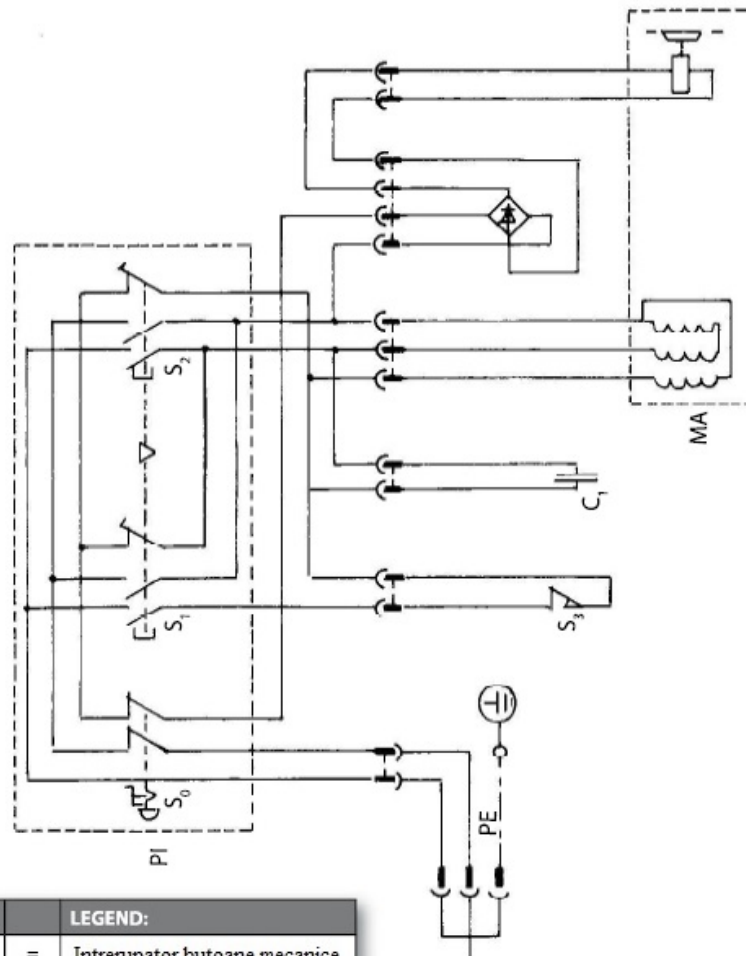 PI
S₀
S₁
S₂
S₃
C₁
MA
PE
LEGEND:
= Intrerupator butoane mecanice